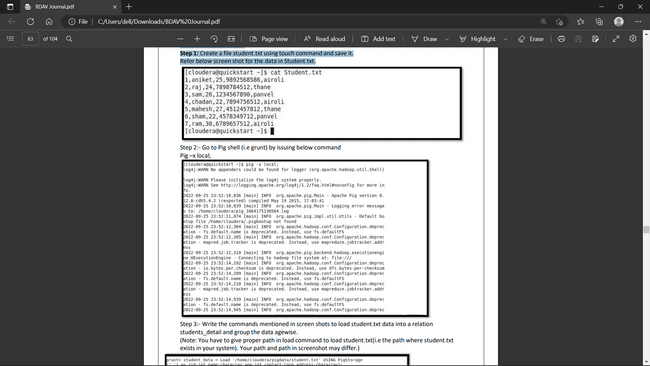 BDAV Journal.pdf
File
C:/Users/dell/Downloads/BDAV%20Journal.pdf
63 of 104
Page view
Read aloud
Add text
Draw
Highlight
Erase
Step 1: Create a file student.txt using touch command and save it.
Refer below screen shot for the data in Student.txt.
[cloudera@quickstart ~]$ cat Student.txt
1,aniket,25,9892568586,airoli
2,raj,24,7898784512,thane
3,sam,26,1234567890,panvel
4,chadan,22,7894756512,airoli
5,mahesh,27,4512457812,thane
6,sham,22,4578349712,panvel
7,ram,30,6789657512,airoli
[cloudera@quickstart ~]$
Step 2:- Go to Pig shell (i.e grunt) by issuing below command
Pig –x local;
[cloudera@quickstart ~]$ pig -x local;
log4j:WARN No appenders could be found for logger (org.apache.hadoop.util.Shell)
.
log4j:WARN Please initialize the log4j system properly.
log4j:WARN See http://logging.apache.org/log4j/1.2/faq.html#noconfig for more in
fo.
2022-09-25 23:52:10,836 [main] INFO org.apache.pig.Main - Apache Pig version 0.
12.0-cdh5.4.2 (rexported) compiled May 19 2015, 17:03:41
2022-09-25 23:52:10,839 [main] INFO org.apache.pig.Main - Logging error message
s to: /home/cloudera/pig_1664175130564.log
2022-09-25 23:52:11,074 [main] INFO org.apache.pig.impl.util.Utils - Default bo
otup file /home/cloudera/.pigbootup not found
2022-09-25 23:52:12,304 [main] INFO org.apache.hadoop.conf.Configuration.deprec
ation - fs.default.name is deprecated. Instead, use fs.defaultFS
2022-09-25 23:52:12,305 [main] INFO org.apache.hadoop.conf.Configuration.deprec
ation - mapred.job.tracker is deprecated. Instead, use mapreduce.jobtracker.addr
ess
2022-09-25 23:52:12,310 [main] INFO org.apache.pig.backend.hadoop.executionengi
ne.HExecutionEngine - Connecting to hadoop file system at: file:///
2022-09-25 23:52:14,192 [main] INFO org.apache.hadoop.conf.Configuration.deprec
ation - io.bytes.per.checksum is deprecated. Instead, use dfs.bytes-per-checksum
2022-09-25 23:52:14,209 [main] INFO org.apache.hadoop.conf.Configuration.deprec
ation - fs.default.name is deprecated. Instead, use fs.defaultFS
2022-09-25 23:52:14,210 [main] INFO org.apache.hadoop.conf.Configuration.deprec
ation - mapred.job.tracker is deprecated. Instead, use mapreduce.jobtracker.addr
ess
2022-09-25 23:52:14,939 [main] INFO org.apache.hadoop.conf.Configuration.deprec
ation - fs.default.name is deprecated. Instead, use fs.defaultFS
2022-09-25 23:52:14,945 [main] INFO org.apache.hadoop.conf.Configuration.deprec
Step 3:- Write the commands mentioned in screen shots to load student.txt data into a relation
students_detail and group the data agewise.
(Note: You have to give proper path in load command to load student.txt(i.e the path where student.txt
exists in your system). Your path and path in screenshot may differ.)
grunt> student_data = Load '/home/cloudera/pigdata/student.txt' USING PigStorage